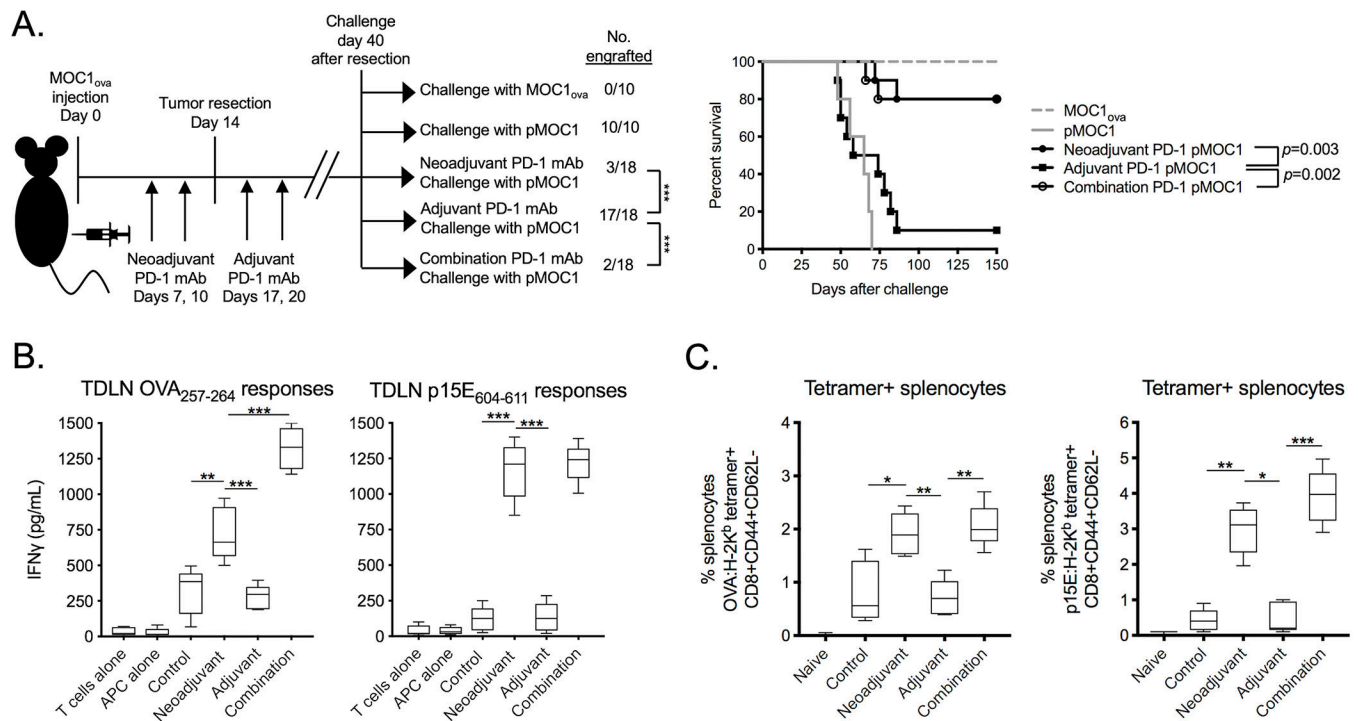 A.
MOC1ova
injection
Day 0
Tumor resection
Day 14
Neoadjuvant
PD-1 mAb
Days 7, 10
Adjuvant
PD-1 mAb
Days 17, 20
Challenge
day 40
after resection
No.
engrafted
Challenge with MOC1ova 0/10
Challenge with pMOC1 10/10
Neoadjuvant PD-1 mAb
Challenge with pMOC1
3/18
***
Adjuvant PD-1 mAb
Challenge with pMOC1
17/18
***
Combination PD-1 mAb
Challenge with pMOC1
2/18
Percent survival
100
80
60
40
20
0
0 25 50 75 100 125 150
Days after challenge
MOC1ova
pMOC1
Neoadjuvant PD-1 pMOC1
Adjuvant PD-1 pMOC1
Combination PD-1 pMOC1
p=0.003
p=0.002
B.
TDLN OVA257-264 responses
IFNγ (pg/mL)
1500
1250
1000
750
500
250
0
**
***
***
T cells alone
APC alone
Control
Neoadjuvant
Adjuvant
Combination
TDLN p15E604-611 responses
1500
1250
1000
750
500
250
0
***
***
T cells alone
APC alone
Control
Neoadjuvant
Adjuvant
Combination
C.
Tetramer+ splenocytes
% splenocytes
OVA:H-2Kb tetramer+
CD8+CD44+CD62L-
4
3
2
1
0
*
**
**
Naive
Control
Neoadjuvant
Adjuvant
Combination
Tetramer+ splenocytes
% splenocytes
p15E:H-2Kb tetramer+
CD8+CD44+CD62L-
6
5
4
3
2
1
0
**
*
***
Naive
Control
Neoadjuvant
Adjuvant
Combination